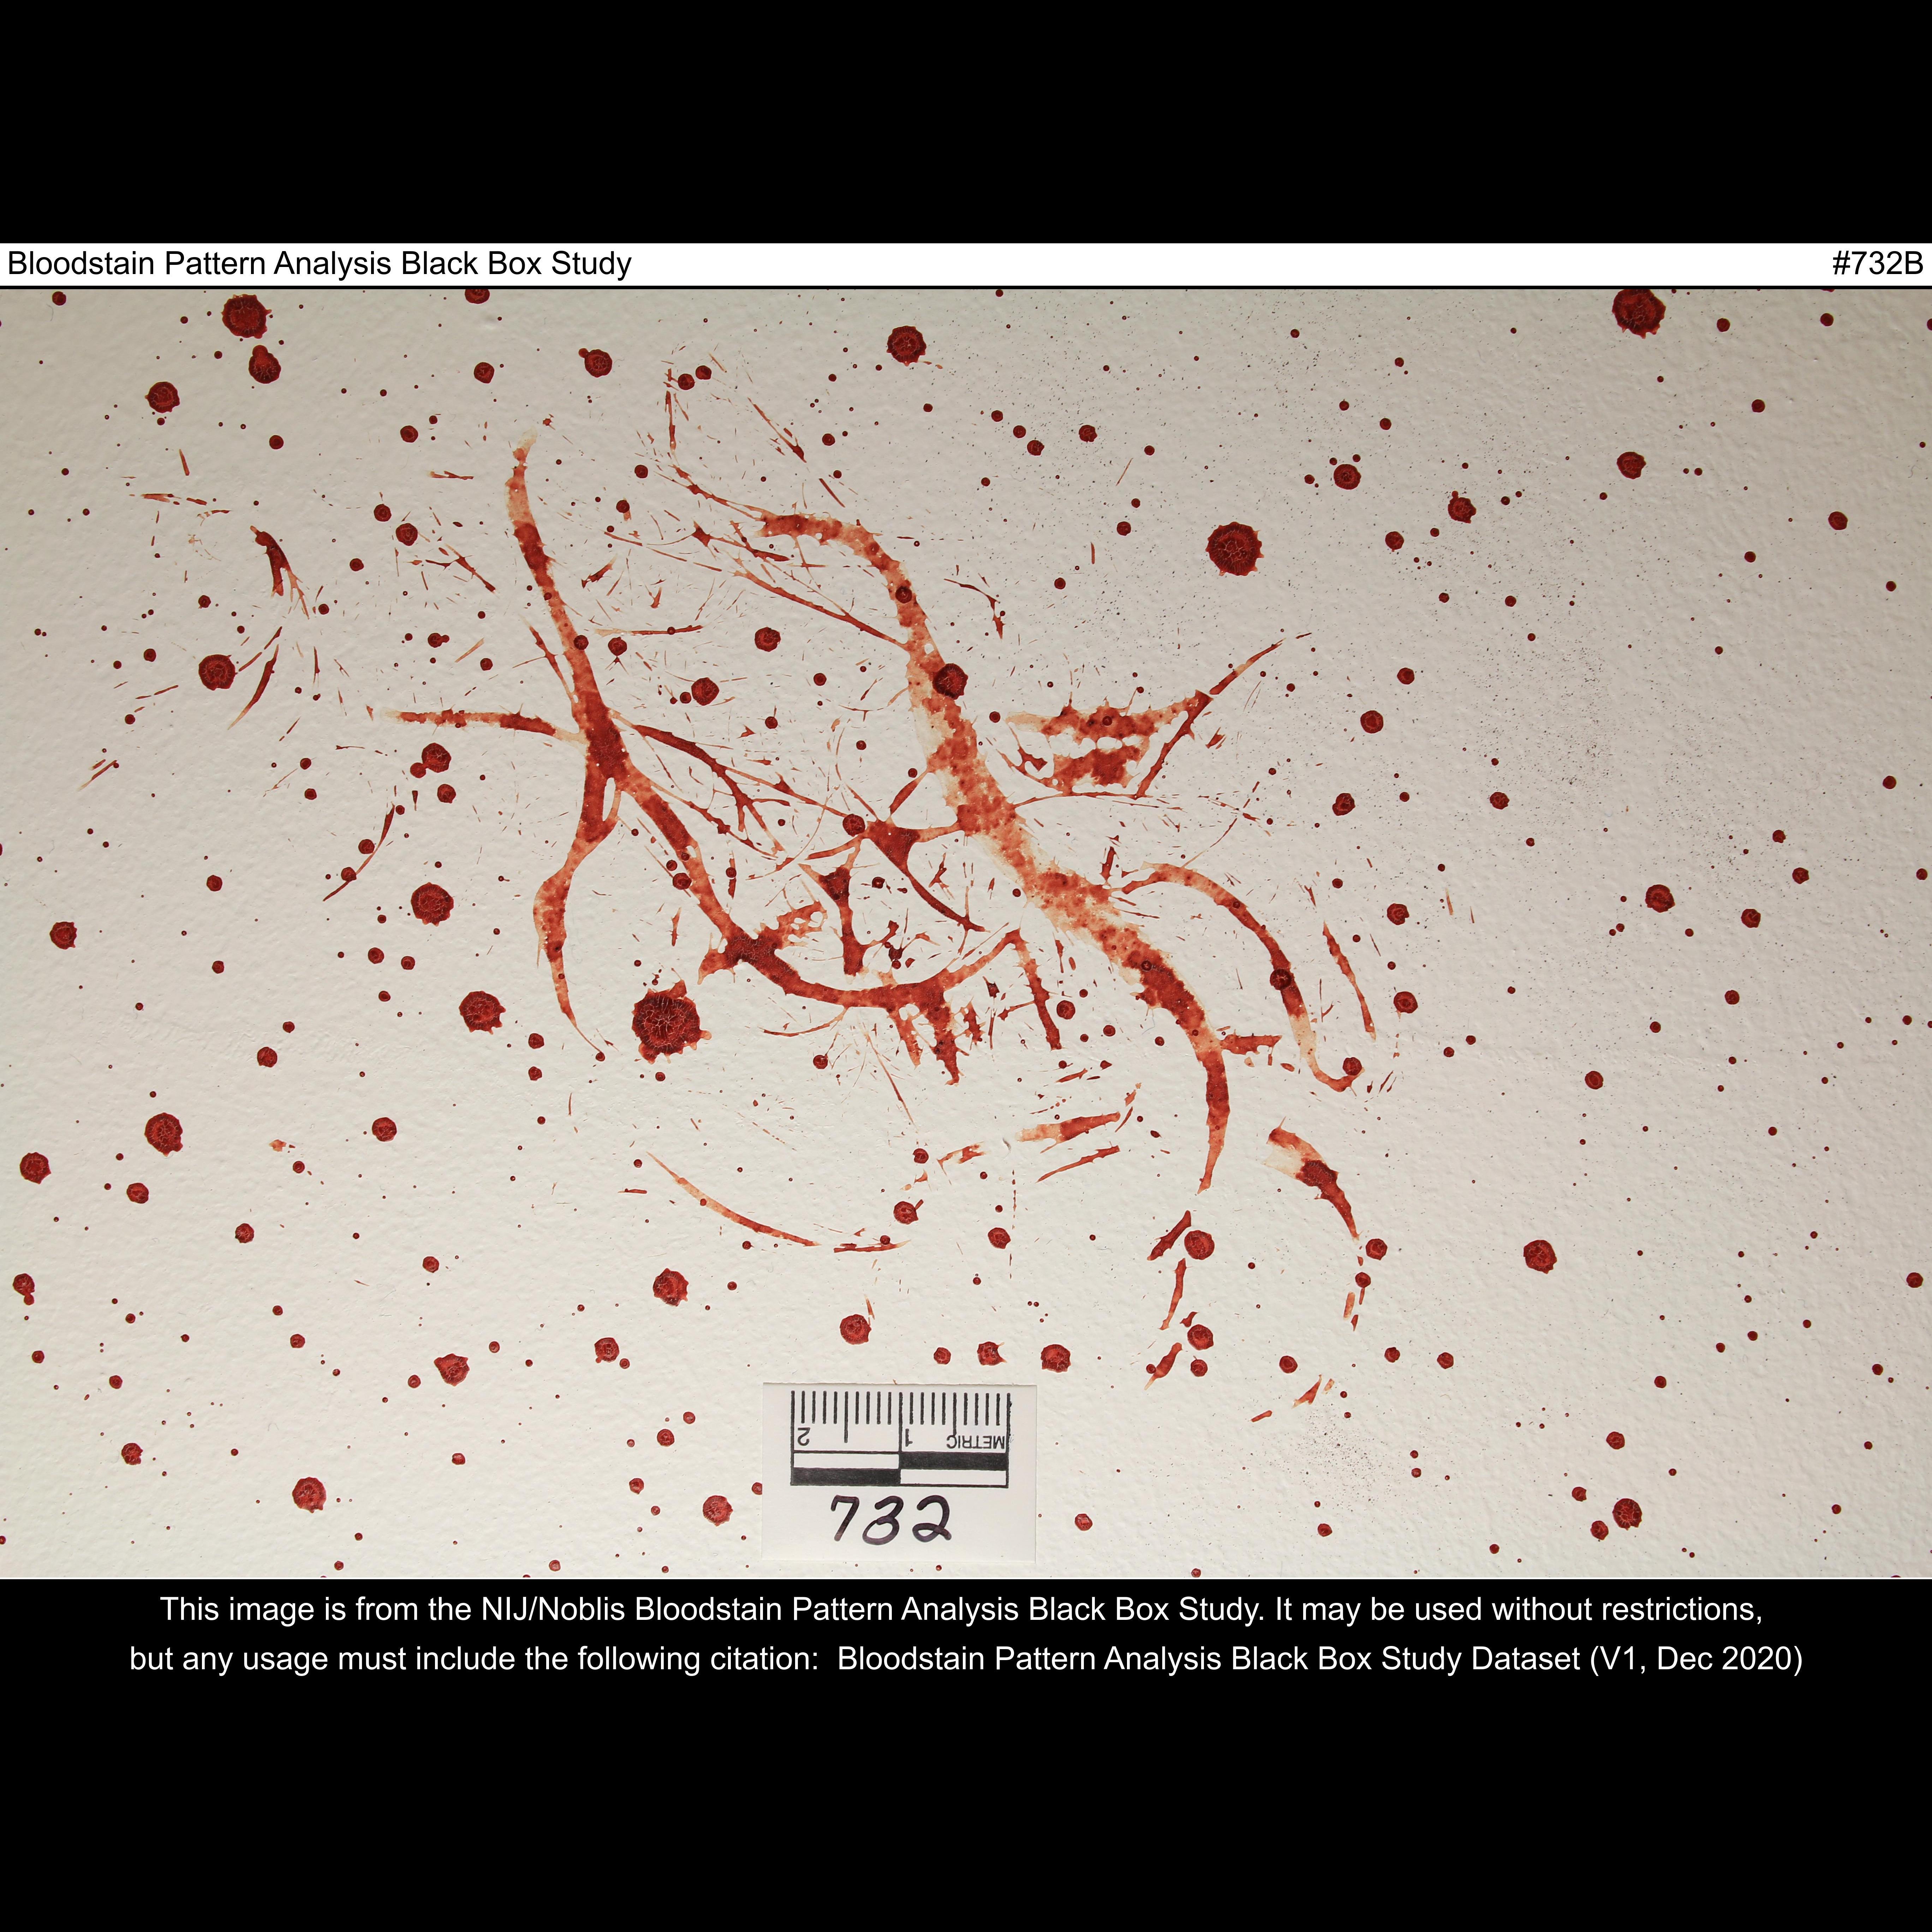 Bloodstain Pattern Analysis Black Box Study #732B
2 1 METRIC
732
This image is from the NIJ/Noblis Bloodstain Pattern Analysis Black Box Study. It may be used without restrictions,
but any usage must include the following citation: Bloodstain Pattern Analysis Black Box Study Dataset (V1, Dec 2020)